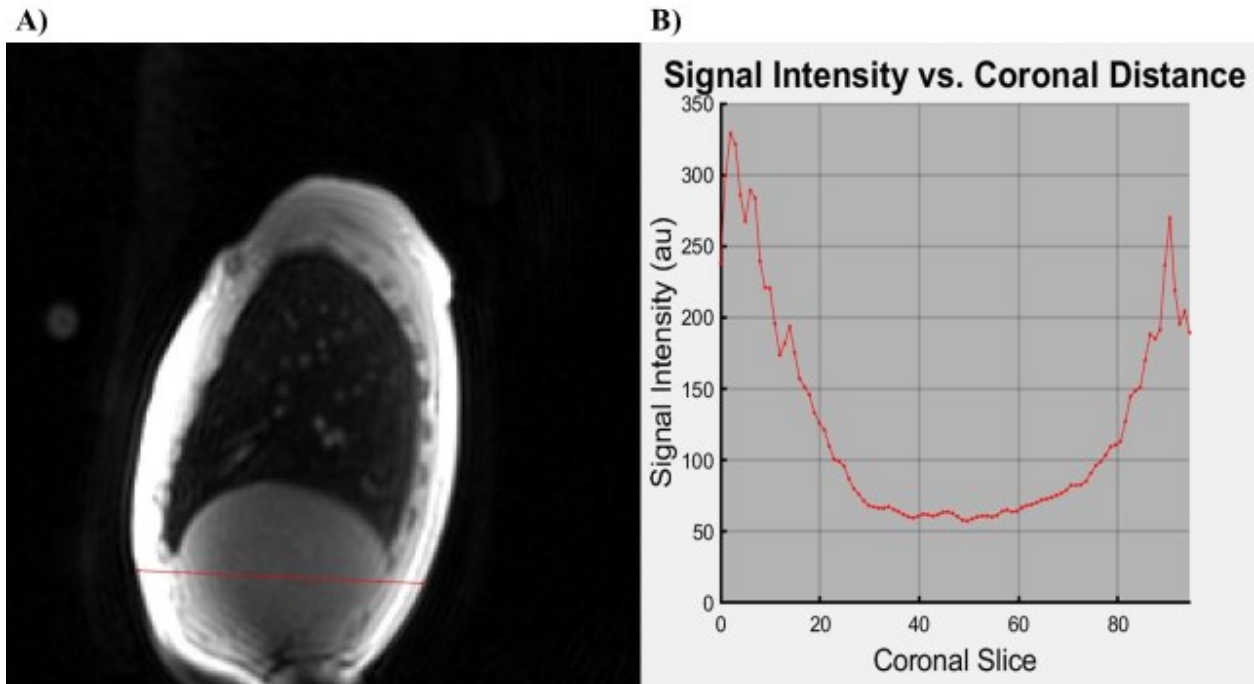 A)
B)
Signal Intensity vs. Coronal Distance
350
300
250
200
150
100
50
0
Signal Intensity (au)
0 20 40 60 80
Coronal Slice